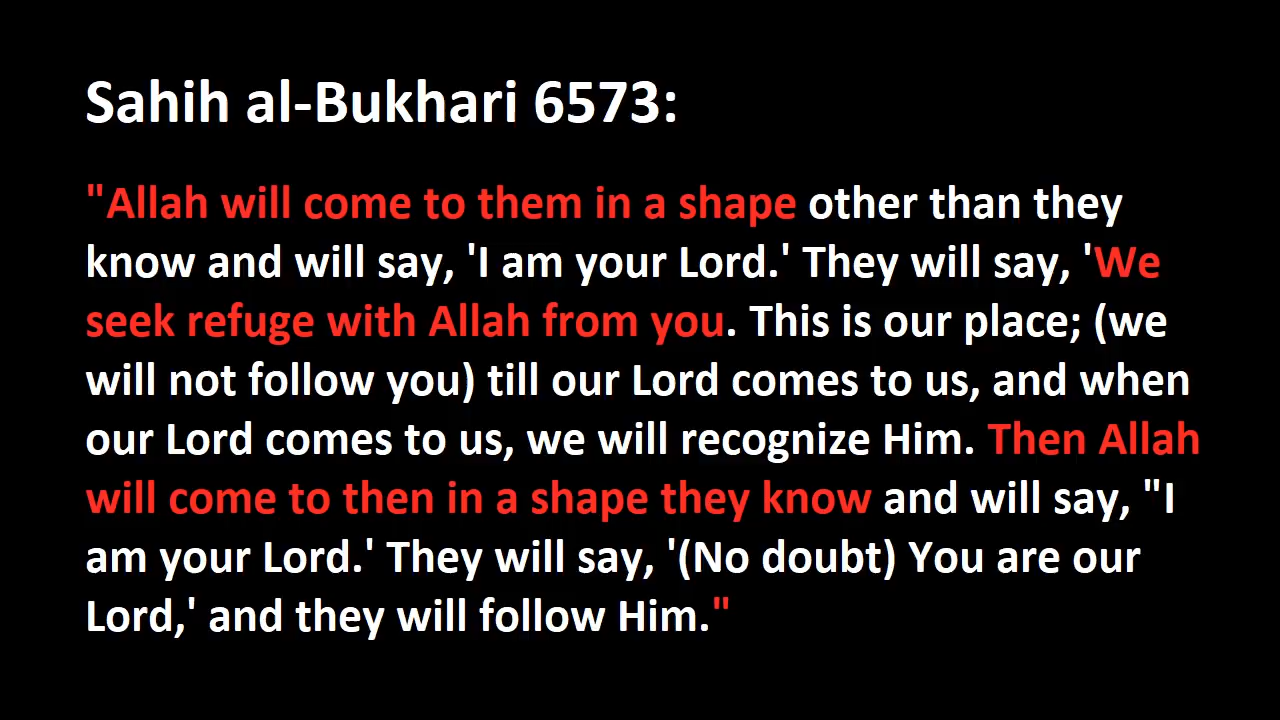 Sahih al-Bukhari 6573:
"Allah will come to them in a shape other than they
know and will say, 'I am your Lord.' They will say, 'We
seek refuge with Allah from you. This is our place; (we
will not follow you) till our Lord comes to us, and when
our Lord comes to us, we will recognize Him. Then Allah
will come to then in a shape they know and will say, "I
am your Lord.' They will say, '(No doubt) You are our
Lord,' and they will follow Him."